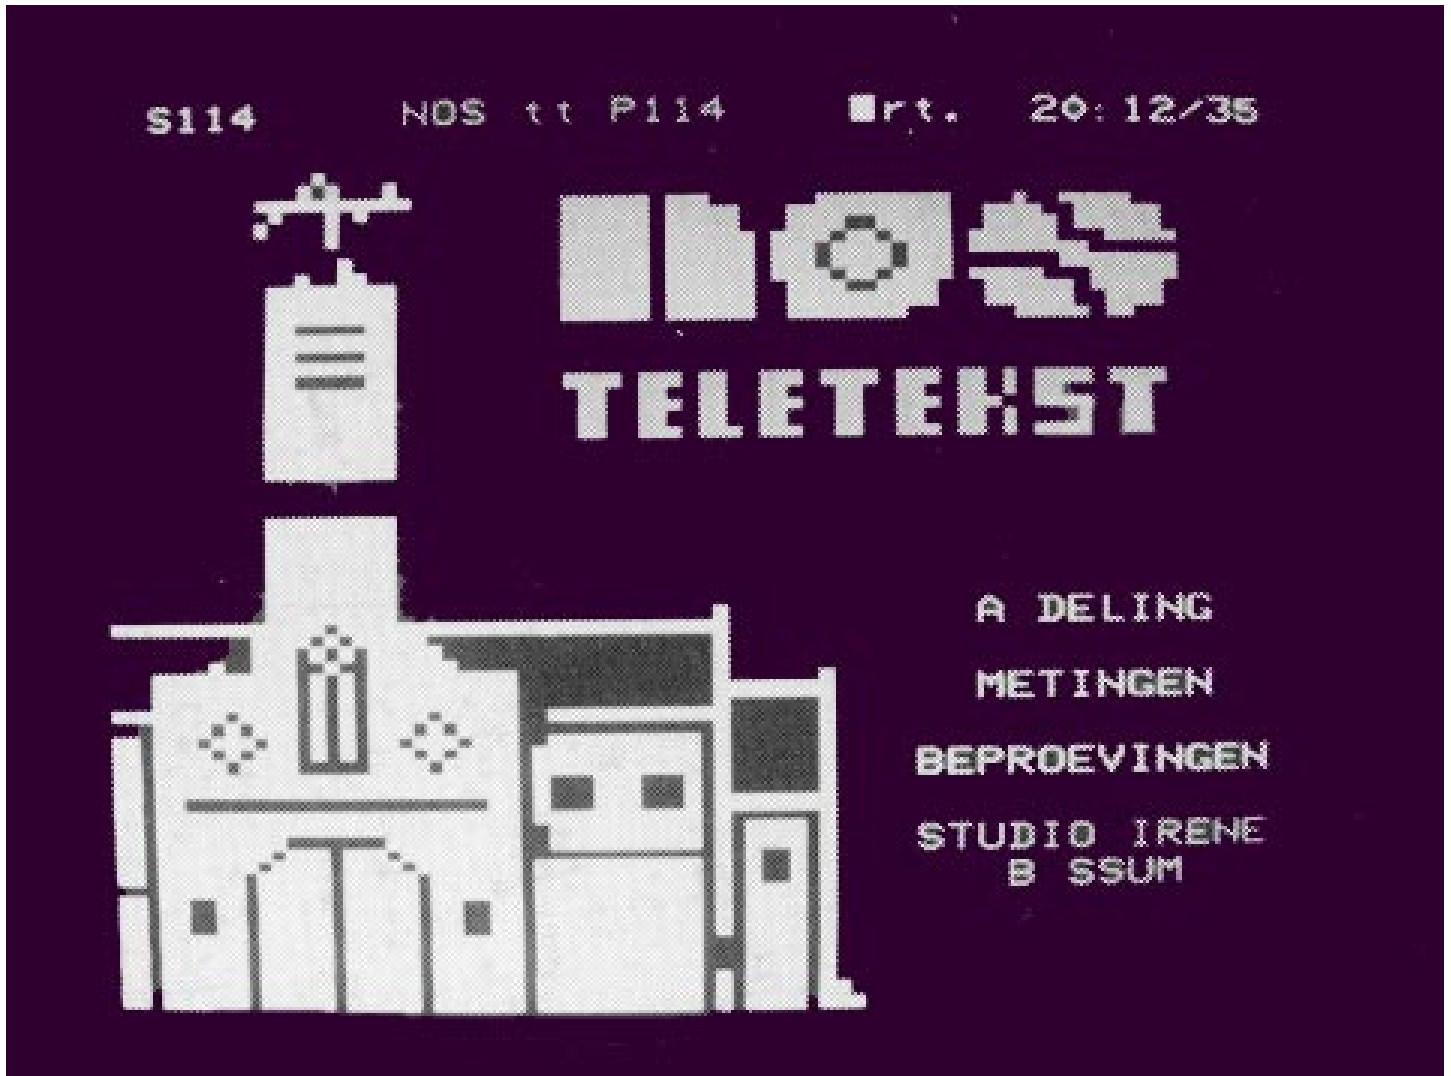 S114 NOS tt P114 ■rt. 20:12/35
NOS
TELETEKST
A DELING
METINGEN
BEPROEVINGEN
STUDIO IRENE
B SSUM